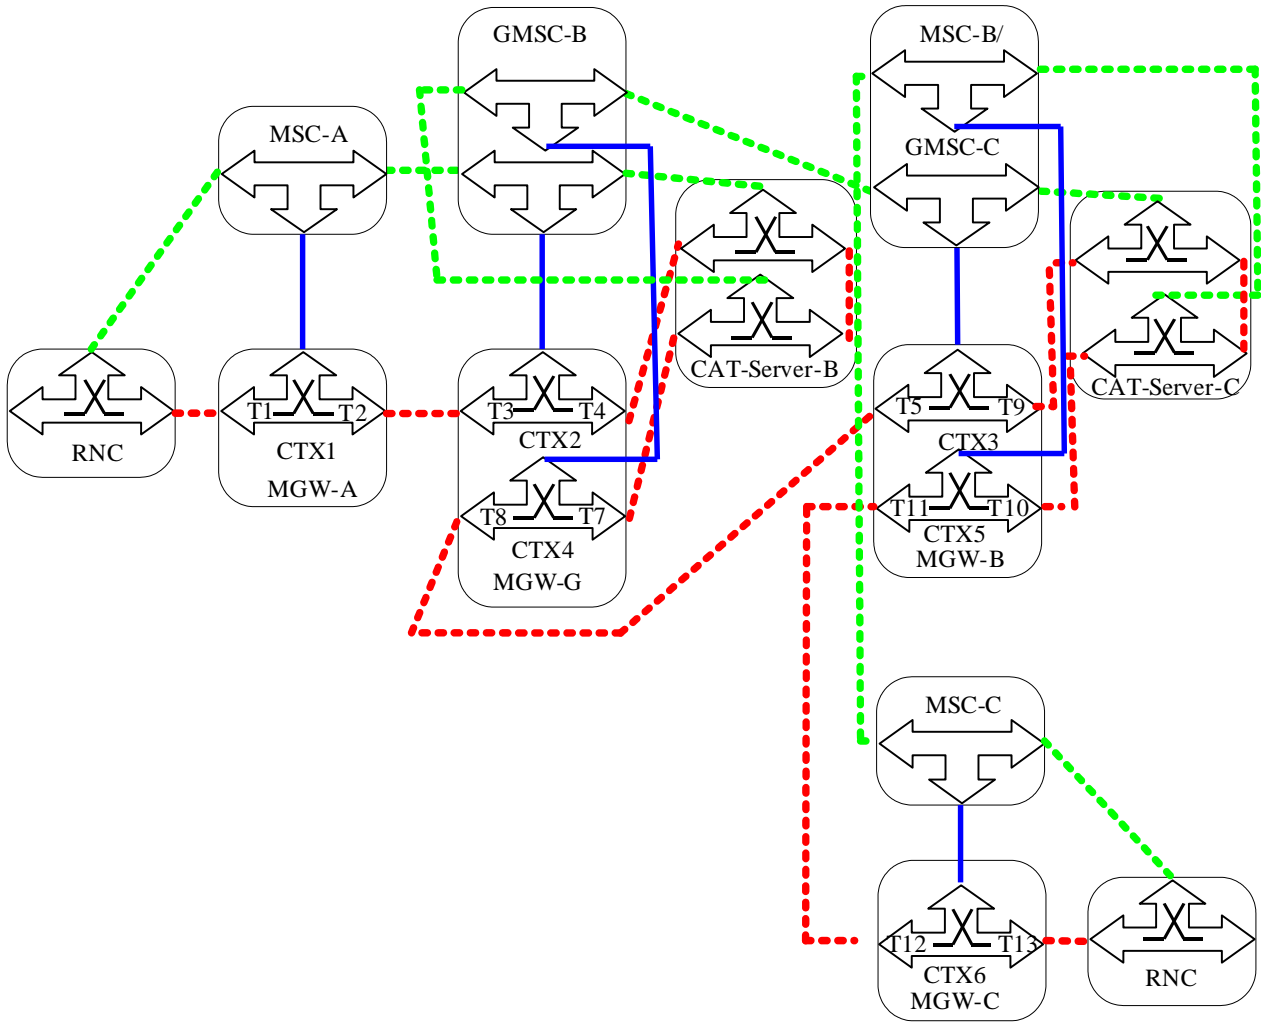 GMSC-B
MSC-B/
MSC-A
GMSC-C
CAT-Server-B
CAT-Server-C
T1 T2
T3 T4
T5 T9
RNC
CTX1
CTX2
CTX3
MGW-A
T8 T7
T11 T10
CTX4
CTX5
MGW-G
MGW-B
MSC-C
T12 T13
CTX6
RNC
MGW-C